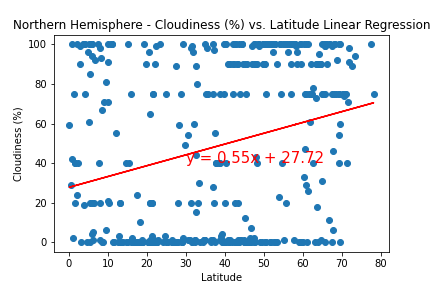 Northern Hemisphere - Cloudiness (%) vs. Latitude Linear Regression
100
80
60
40
20
0
Cloudiness (%)
y = 0.55x + 27.72
0 10 20 30 40 50 60 70 80
Latitude